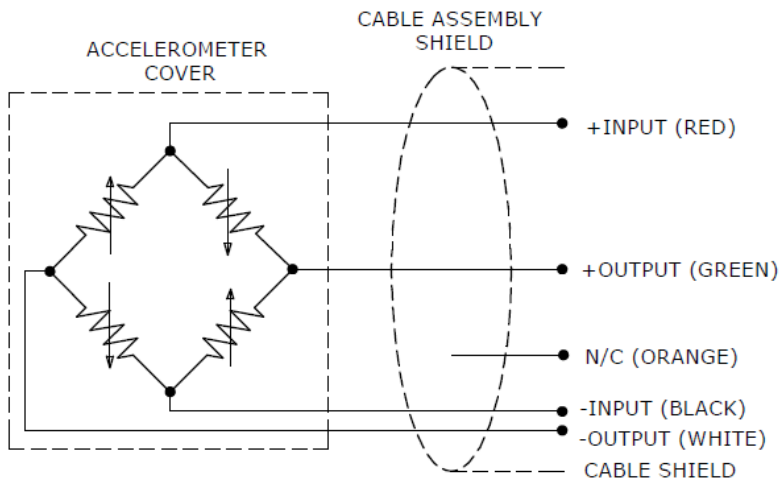 CABLE ASSEMBLY
SHIELD
ACCELEROMETER
COVER
+INPUT (RED)
+OUTPUT (GREEN)
N/C (ORANGE)
-INPUT (BLACK)
-OUTPUT (WHITE)
CABLE SHIELD